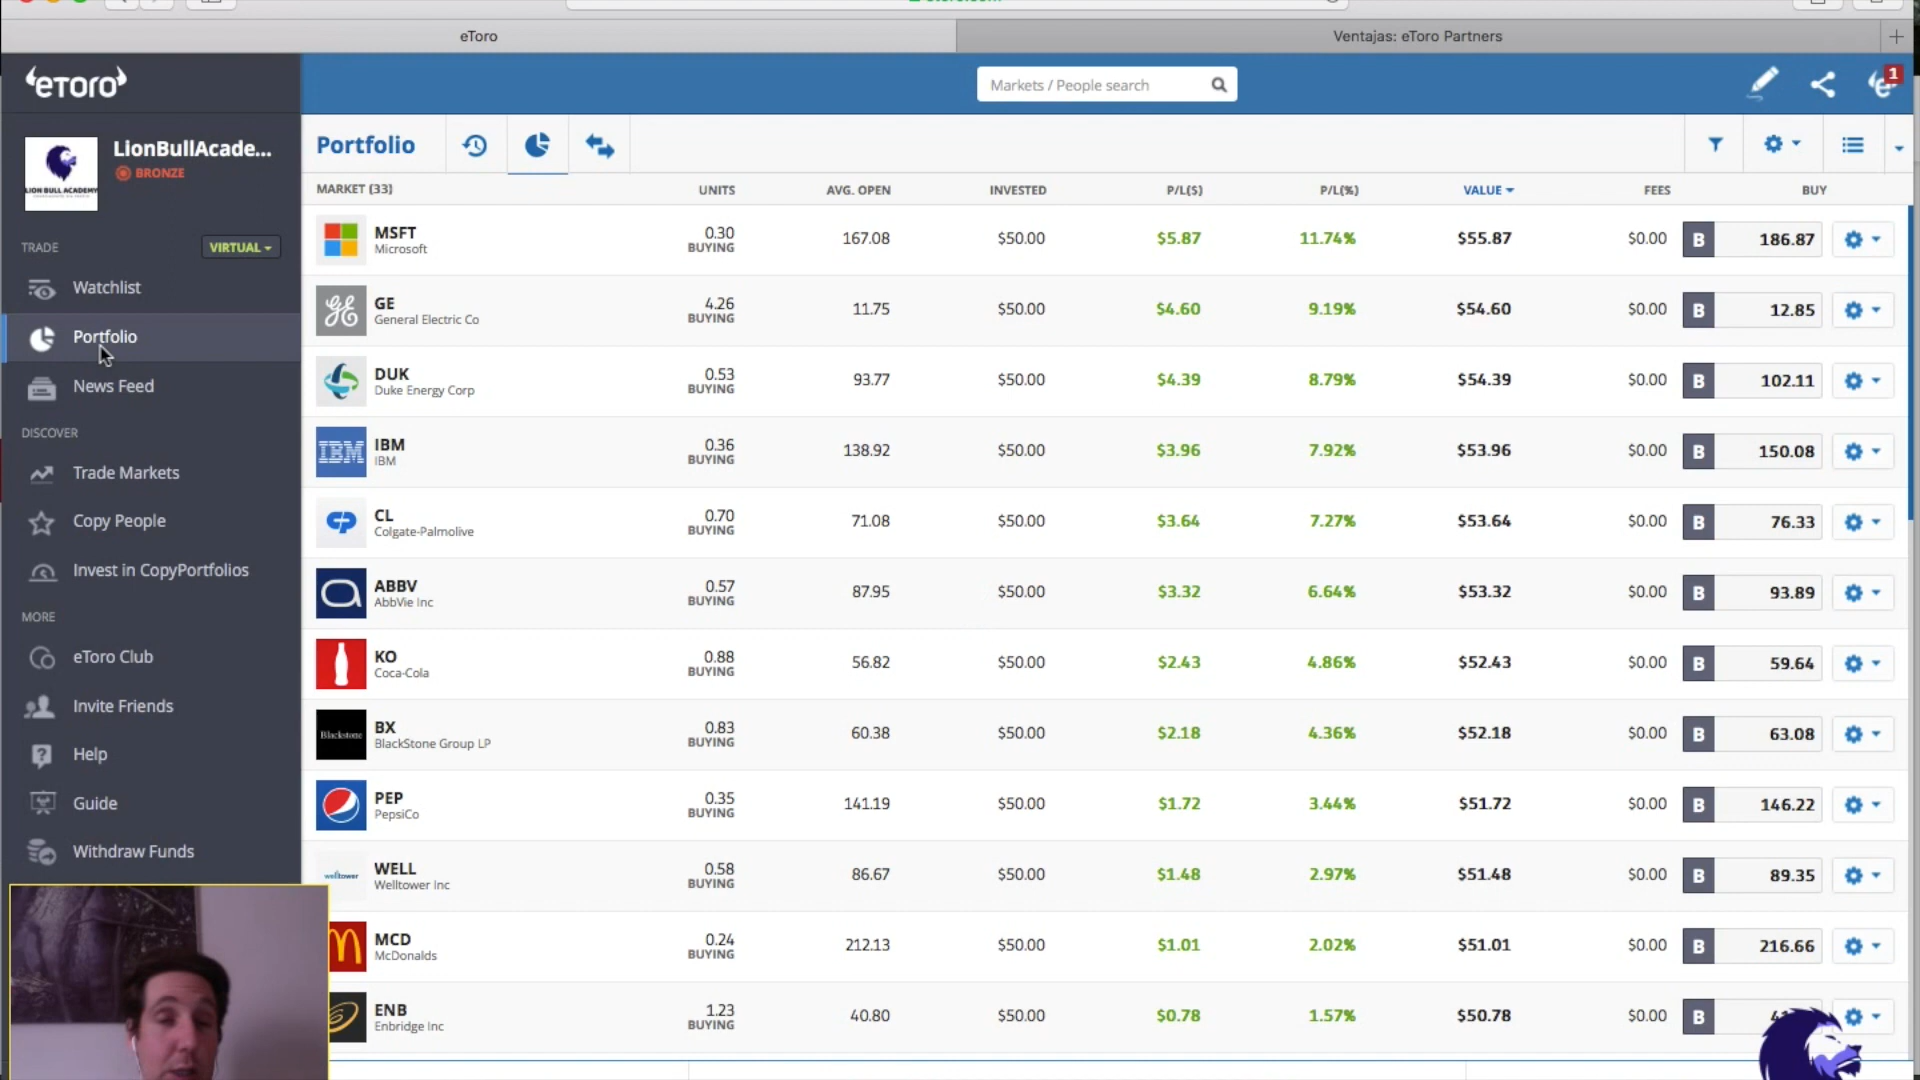 eToro
Ventajas: eToro Partners
+
eToro
Markets / People search
1
LION BULL ACADEMY
LionBullAcade...
BRONZE
TRADE
VIRTUAL
Watchlist
Portfolio
News Feed
DISCOVER
Trade Markets
Copy People
Invest in CopyPortfolios
MORE
eToro Club
Invite Friends
Help
Guide
Withdraw Funds
Portfolio
MARKET (33) UNITS AVG. OPEN INVESTED P/L($) P/L(%) VALUE FEES BUY
MSFT 0.30 167.08 $50.00 $5.87 11.74% $55.87 $0.00 B 186.87
Microsoft BUYING
GE 4.26 11.75 $50.00 $4.60 9.19% $54.60 $0.00 B 12.85
General Electric Co BUYING
DUK 0.53 93.77 $50.00 $4.39 8.79% $54.39 $0.00 B 102.11
Duke Energy Corp BUYING
IBM IBM 0.36 138.92 $50.00 $3.96 7.92% $53.96 $0.00 B 150.08
IBM BUYING
CL 0.70 71.08 $50.00 $3.64 7.27% $53.64 $0.00 B 76.33
Colgate-Palmolive BUYING
ABBV 0.57 87.95 $50.00 $3.32 6.64% $53.32 $0.00 B 93.89
AbbVie Inc BUYING
KO 0.88 56.82 $50.00 $2.43 4.86% $52.43 $0.00 B 59.64
Coca-Cola BUYING
Blackstone BX 0.83 60.38 $50.00 $2.18 4.36% $52.18 $0.00 B 63.08
BlackStone Group LP BUYING
PEP 0.35 141.19 $50.00 $1.72 3.44% $51.72 $0.00 B 146.22
PepsiCo BUYING
welltower WELL 0.58 86.67 $50.00 $1.48 2.97% $51.48 $0.00 B 89.35
Welltower Inc BUYING
MCD 0.24 212.13 $50.00 $1.01 2.02% $51.01 $0.00 B 216.66
McDonalds BUYING
ENB 1.23 40.80 $50.00 $0.78 1.57% $50.78 $0.00 B
Enbridge Inc BUYING